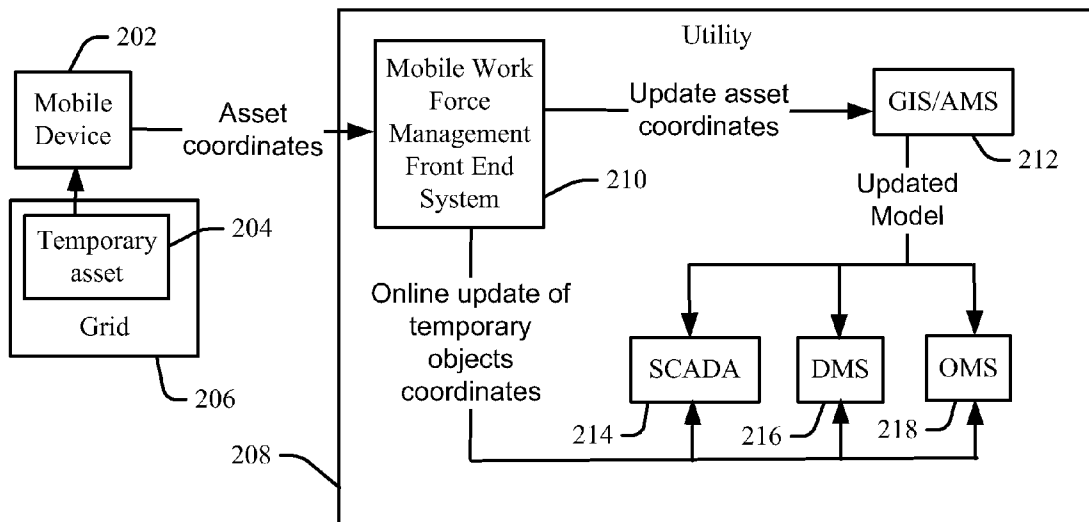 202
Mobile
Device
Asset
coordinates
Temporary
asset
204
Grid
206
208
Utility
Mobile Work
Force
Management
Front End
System
210
Update asset
coordinates
GIS/AMS
212
Updated
Model
Online update of
temporary
objects
coordinates
SCADA
214
DMS
216
OMS
218